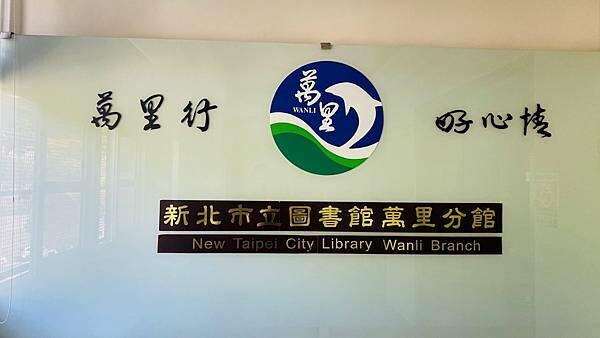 萬里行
萬里
WANLI
好心情
新北市立圖書館萬里分館
New Taipei City Library Wanli Branch